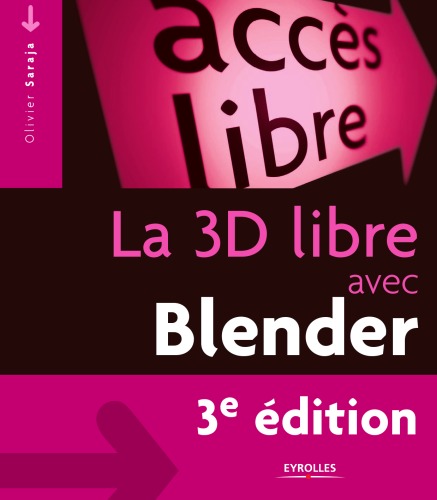 Olivier Saraja
accès
libre
La 3D libre
avec
Blender
3e édition
EYROLLES